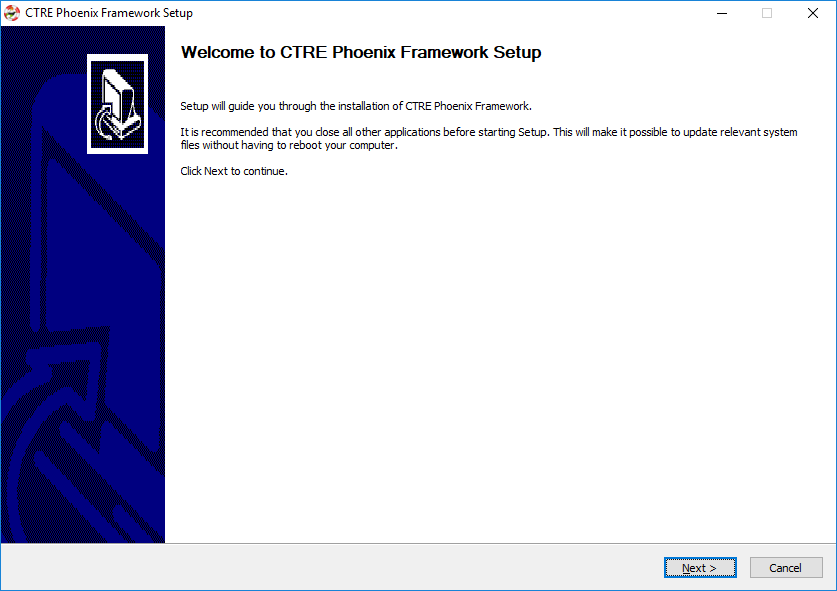 CTRE Phoenix Framework Setup
Welcome to CTRE Phoenix Framework Setup
Setup will guide you through the installation of CTRE Phoenix Framework.
It is recommended that you close all other applications before starting Setup. This will make it possible to update relevant system
files without having to reboot your computer.
Click Next to continue.
Next >
Cancel